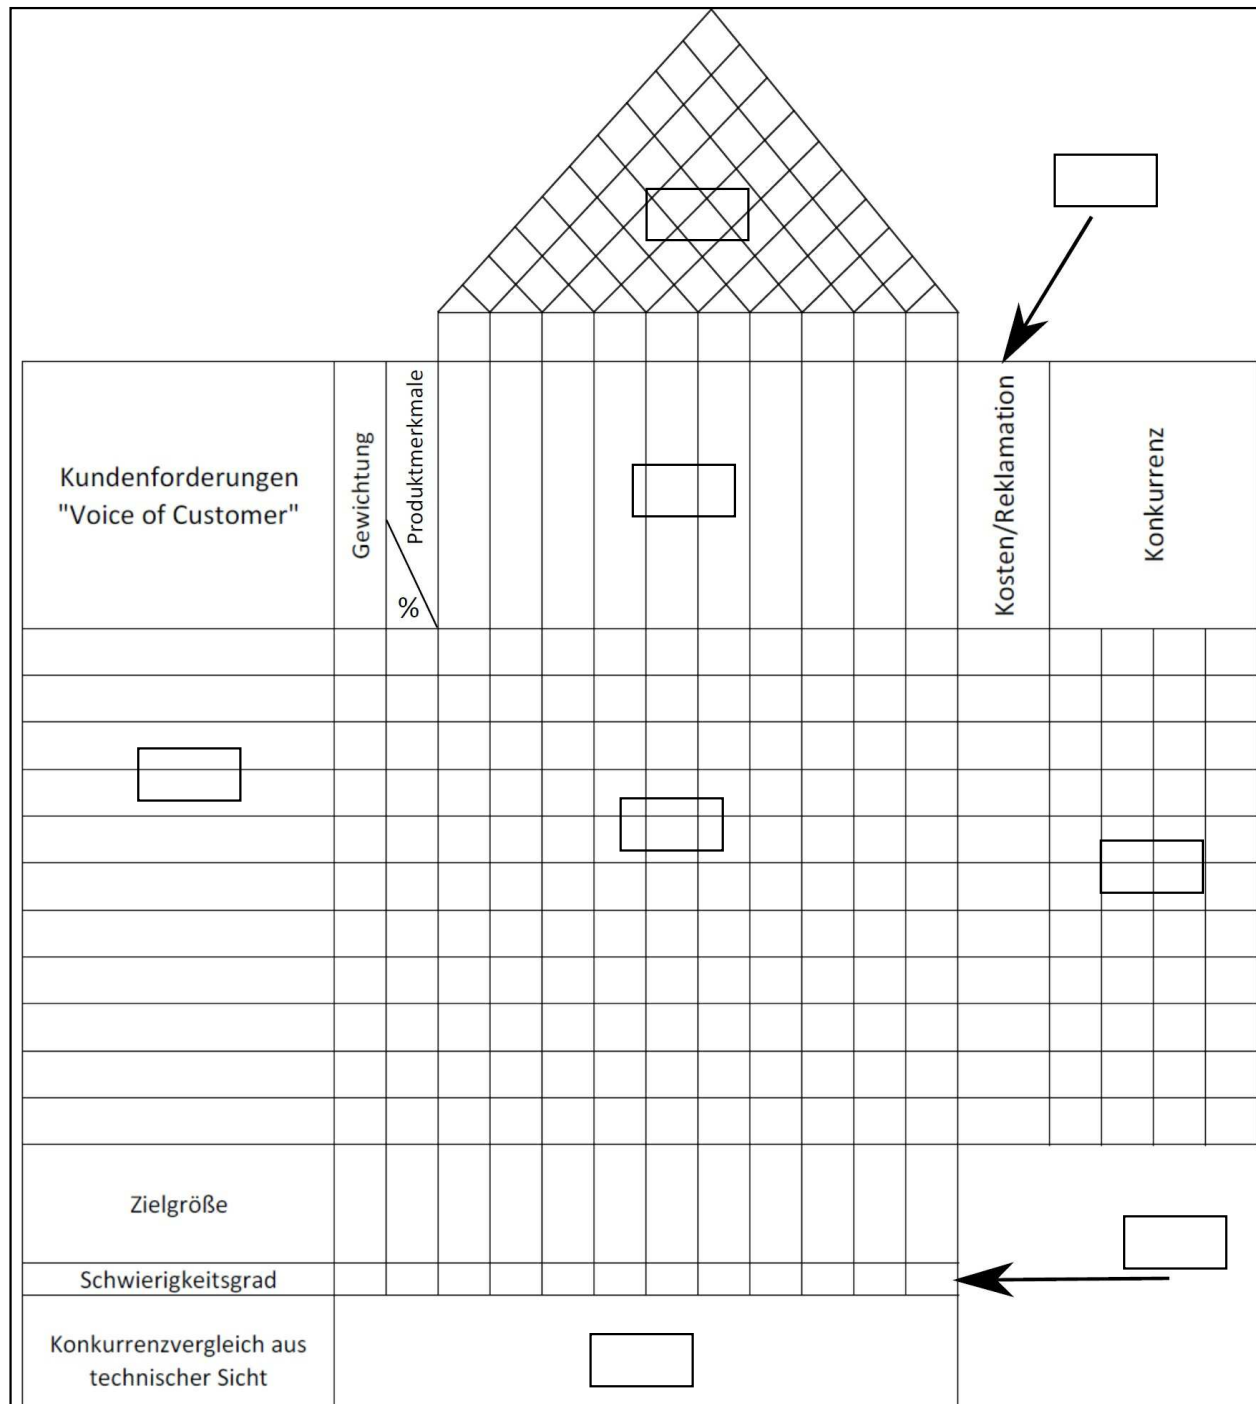 Kundenforderungen
"Voice of Customer"
Gewichtung
Produktmerkmale
%
Kosten/Reklamation
Konkurrenz
Zielgröße
Schwierigkeitsgrad
Konkurrenzvergleich aus
technischer Sicht